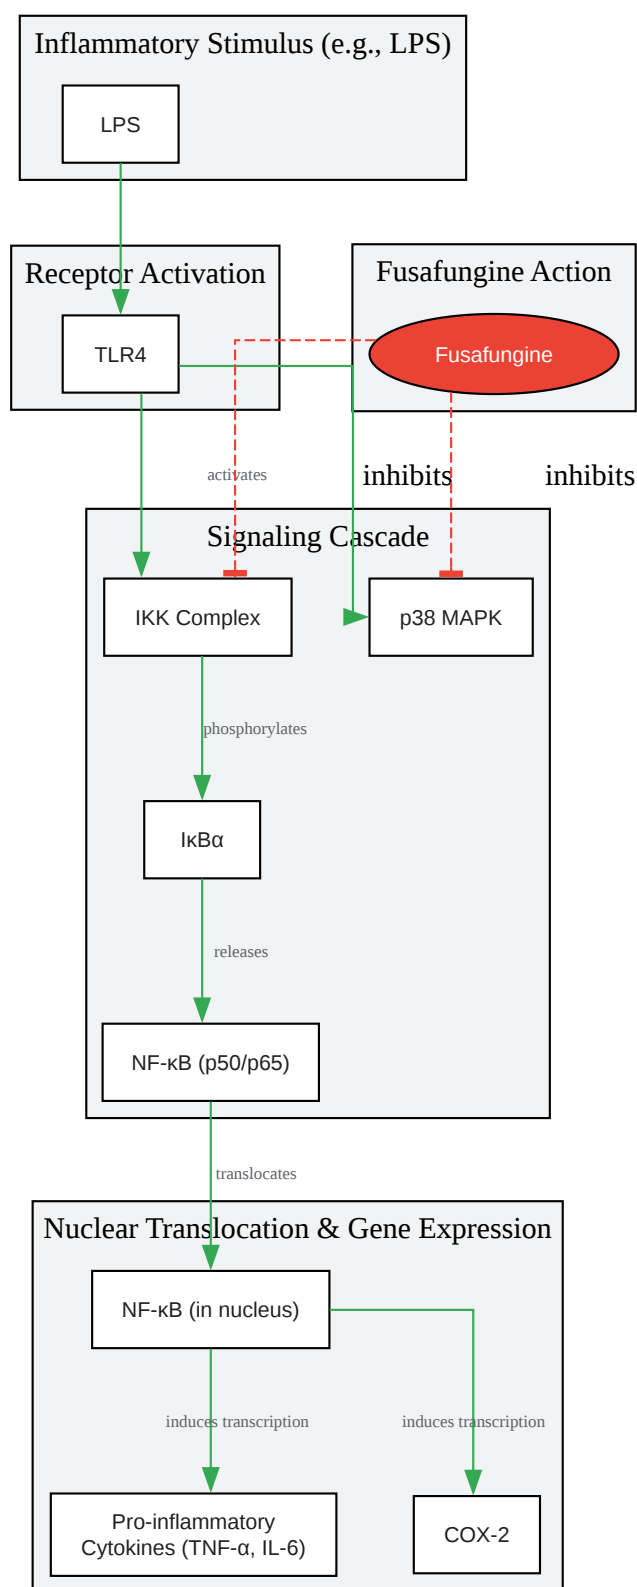 Inflammatory Stimulus (e.g., LPS)
LPS
Receptor Activation
TLR4
Fusafungine Action
Fusafungine
activates
inhibits
inhibits
Signaling Cascade
IKK Complex
p38 MAPK
phosphorylates
IκBα
releases
NF-κB (p50/p65)
translocates
Nuclear Translocation & Gene Expression
NF-κB (in nucleus)
induces transcription
induces transcription
Pro-inflammatory
Cytokines (TNF-α, IL-6)
COX-2